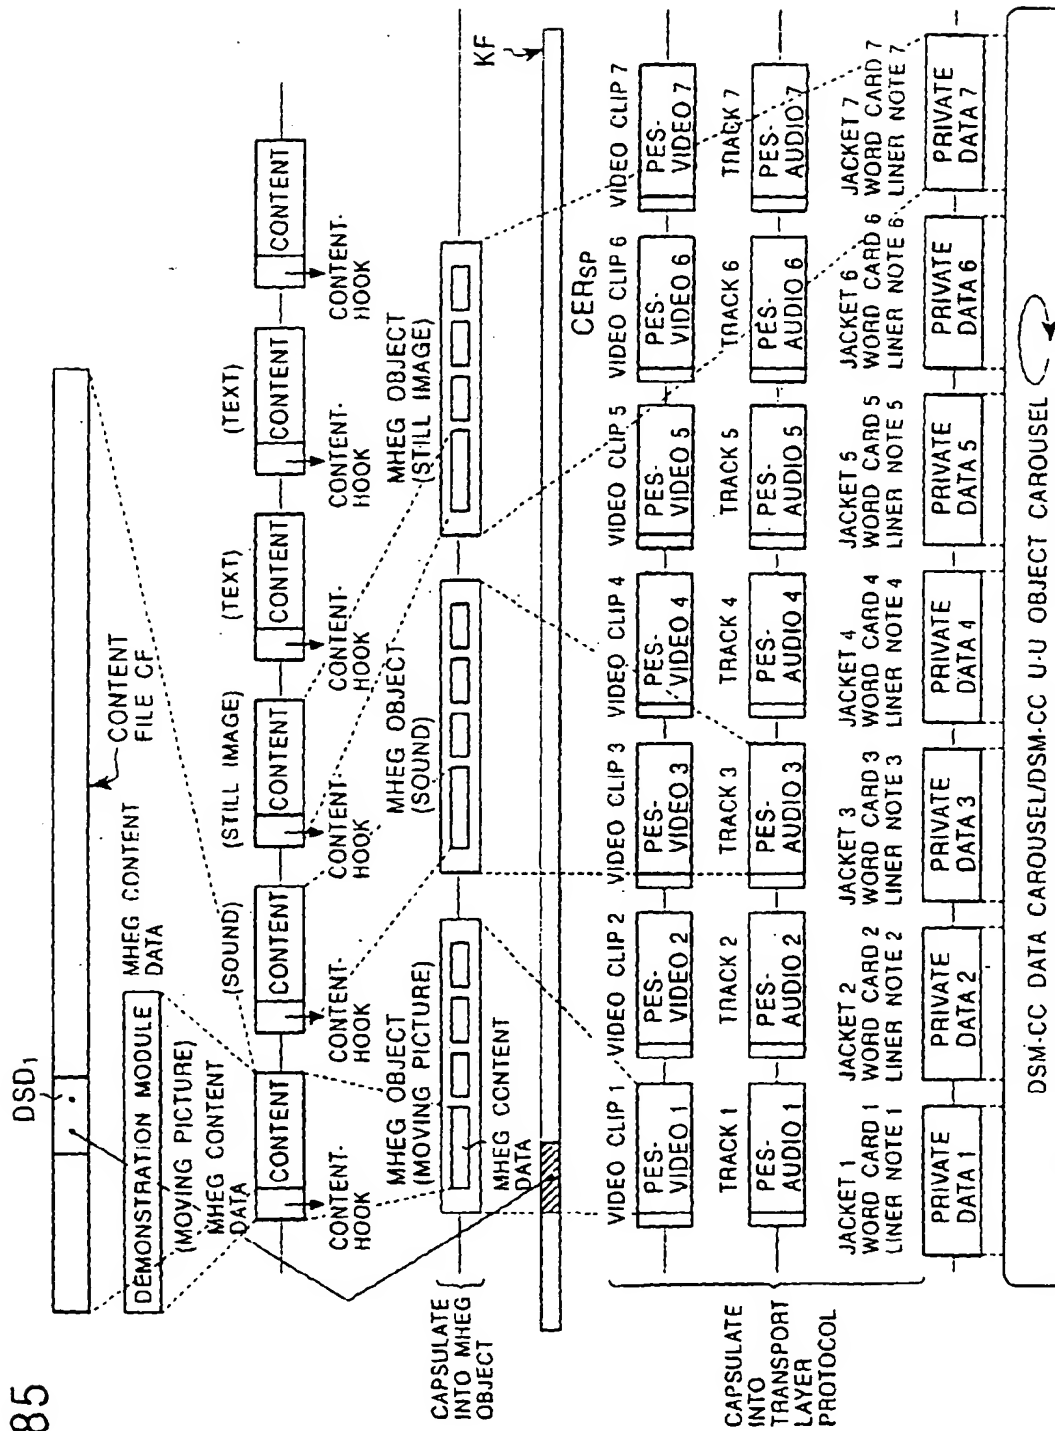 85
DSD1
CONTENT
FILE CF
DEMONSTRATION MODULE
MHEG CONTENT
DATA
(MOVING PICTURE)
MHEG CONTENT
DATA
(SOUND)
(STILL IMAGE)
(TEXT)
(TEXT)
CONTENT
CONTENT
CONTENT
CONTENT
CONTENT
CONTENT
CONTENT-
HOOK
CONTENT-
HOOK
CONTENT-
HOOK
CONTENT-
HOOK
CONTENT-
HOOK
CONTENT-
HOOK
CAPSULATE
INTO MHEG
OBJECT
MHEG OBJECT
(MOVING PICTURE)
MHEG OBJECT
(SOUND)
MHEG OBJECT
(STILL IMAGE)
MHEG CONTENT
DATA
KF
CERSP
CAPSULATE
INTO
TRANSPORT
LAYER
PROTOCOL
VIDEO CLIP 1
VIDEO CLIP 2
VIDEO CLIP 3
VIDEO CLIP 4
VIDEO CLIP 5
VIDEO CLIP 6
VIDEO CLIP 7
PES-
VIDEO 1
PES-
VIDEO 2
PES-
VIDEO 3
PES-
VIDEO 4
PES-
VIDEO 5
PES-
VIDEO 6
PES-
VIDEO 7
TRACK 1
TRACK 2
TRACK 3
TRACK 4
TRACK 5
TRACK 6
TRACK 7
PES-
AUDIO 1
PES-
AUDIO 2
PES-
AUDIO 3
PES-
AUDIO 4
PES-
AUDIO 5
PES-
AUDIO 6
PES-
AUDIO 7
JACKET 1
WORD CARD 1
LINER NOTE 1
JACKET 2
WORD CARD 2
LINER NOTE 2
JACKET 3
WORD CARD 3
LINER NOTE 3
JACKET 4
WORD CARD 4
LINER NOTE 4
JACKET 5
WORD CARD 5
LINER NOTE 5
JACKET 6
WORD CARD 6
LINER NOTE 6
JACKET 7
WORD CARD 7
LINER NOTE 7
PRIVATE
DATA 1
PRIVATE
DATA 2
PRIVATE
DATA 3
PRIVATE
DATA 4
PRIVATE
DATA 5
PRIVATE
DATA 6
PRIVATE
DATA 7
DSM-CC DATA CAROUSEL/DSM-CC U-U OBJECT CAROUSEL